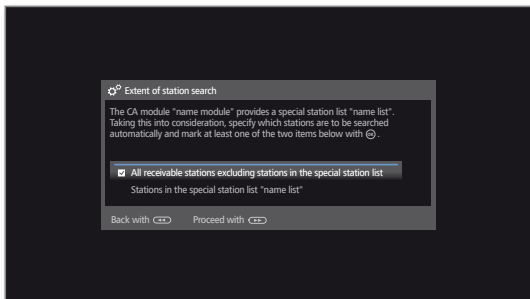 Extent of station search
The CA module "name module" provides a special station list "name list".
Taking this into consideration, specify which stations are to be searched
automatically and mark at least one of the two items below with OK .
All receivable stations excluding stations in the special station list
Stations in the special station list "name list"
Back with Proceed with